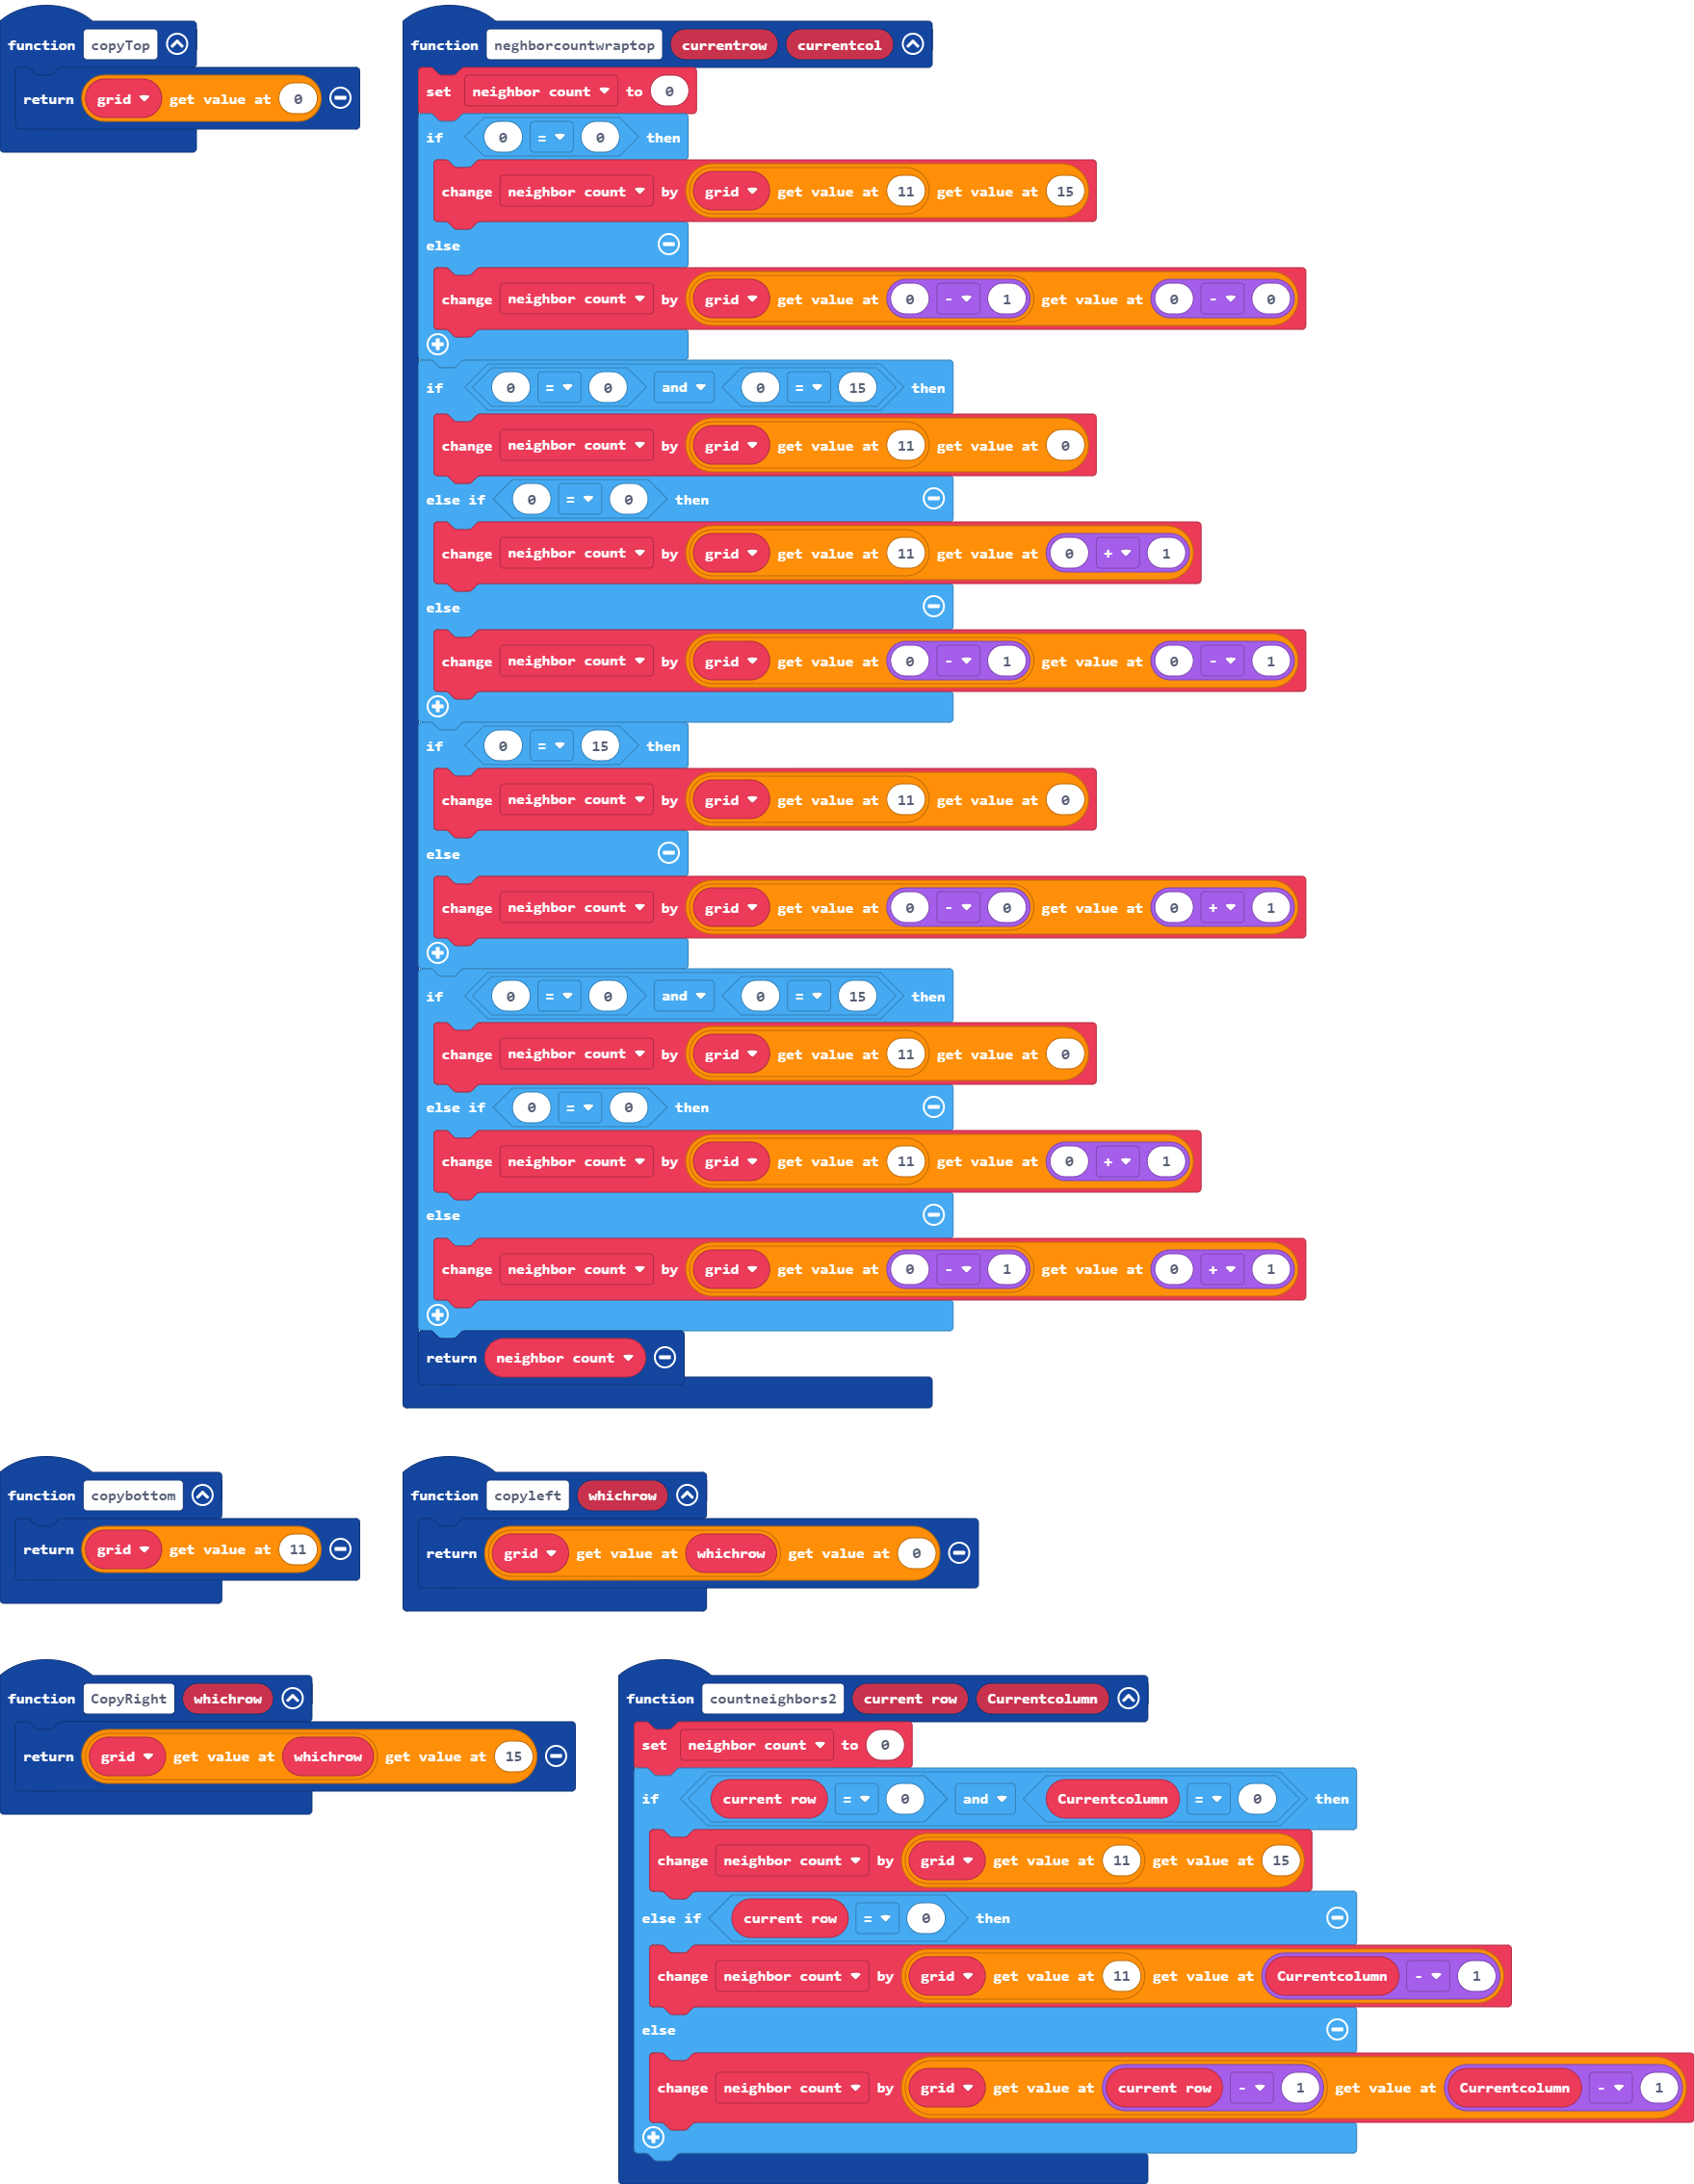 function copyTop
return grid get value at 0
function neghborcountwraptop currentrow currentcol
set neighbor count to 0
if 0 = 0 then
change neighbor count by grid get value at 11 get value at 15
else
change neighbor count by grid get value at 0 - 1 get value at 0 - 0
if 0 = 0 and 0 = 15 then
change neighbor count by grid get value at 11 get value at 0
else if 0 = 0 then
change neighbor count by grid get value at 11 get value at 0 + 1
else
change neighbor count by grid get value at 0 - 1 get value at 0 - 1
if 0 = 15 then
change neighbor count by grid get value at 11 get value at 0
else
change neighbor count by grid get value at 0 - 0 get value at 0 + 1
if 0 = 0 and 0 = 15 then
change neighbor count by grid get value at 11 get value at 0
else if 0 = 0 then
change neighbor count by grid get value at 11 get value at 0 + 1
else
change neighbor count by grid get value at 0 - 1 get value at 0 + 1
return neighbor count
function copybottom
return grid get value at 11
function copyleft whichrow
return grid get value at whichrow get value at 0
function CopyRight whichrow
return grid get value at whichrow get value at 15
function countneighbors2 current row Currentcolumn
set neighbor count to 0
if current row = 0 and Currentcolumn = 0 then
change neighbor count by grid get value at 11 get value at 15
else if current row = 0 then
change neighbor count by grid get value at 11 get value at Currentcolumn - 1
else
change neighbor count by grid get value at current row - 1 get value at Currentcolumn - 1